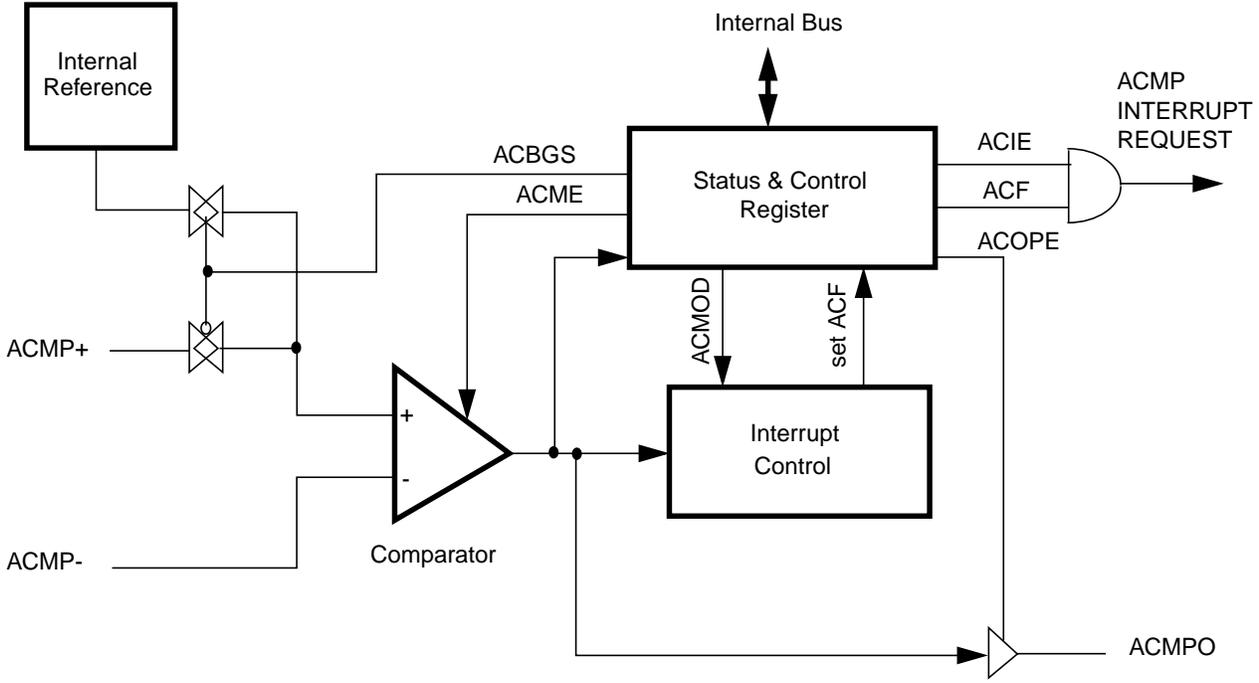 Internal Bus
Internal
Reference
ACMP
INTERRUPT
REQUEST
ACBGS
ACME
Status & Control
Register
ACIE
ACF
ACOPE
ACMOD
set ACF
ACMP+
+
-
Interrupt
Control
Comparator
ACMP-
ACMPO